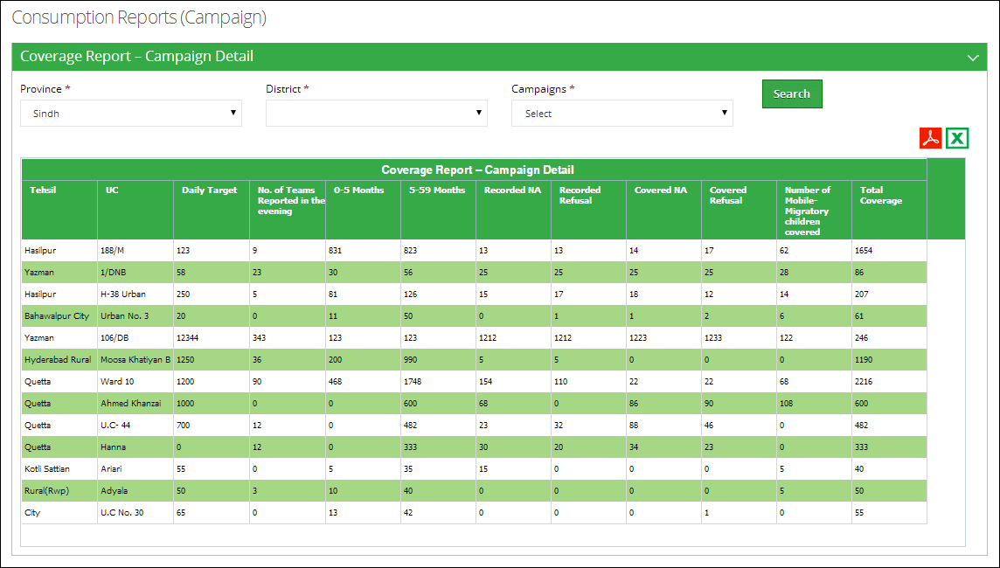 Consumption Reports (Campaign)
Coverage Report – Campaign Detail
Province * District * Campaigns *
Sindh Select Search
Coverage Report – Campaign Detail
Tehsil UC Daily Target No. of Teams Reported in the evening 0-5 Months 5-59 Months Recorded NA Recorded Refusal Covered NA Covered Refusal Number of Mobile-Migratory children covered Total Coverage
Hasilpur 188/M 123 9 831 823 13 13 14 17 62 1654
Yazman 1/DNB 58 23 30 56 25 25 25 25 28 86
Hasilpur H-38 Urban 250 5 81 126 15 17 18 12 14 207
Bahawalpur City Urban No. 3 20 0 11 50 0 1 1 2 6 61
Yazman 106/DB 12344 343 123 123 1212 1212 1223 1233 122 246
Hyderabad Rural Moosa Khatiyan B 1250 36 200 990 5 5 0 0 0 1190
Quetta Ward 10 1200 90 468 1748 154 110 22 22 68 2216
Quetta Ahmed Khanzai 1000 0 0 600 68 0 86 90 108 600
Quetta U.C- 44 700 12 0 482 23 32 88 46 0 482
Quetta Hanna 0 12 0 333 30 20 34 23 0 333
Kotli Sattian Ariari 55 0 5 35 15 0 0 0 5 40
Rural(Rwp) Adyala 50 3 10 40 0 0 0 0 5 50
City U.C No. 30 65 0 13 42 0 0 0 1 0 55